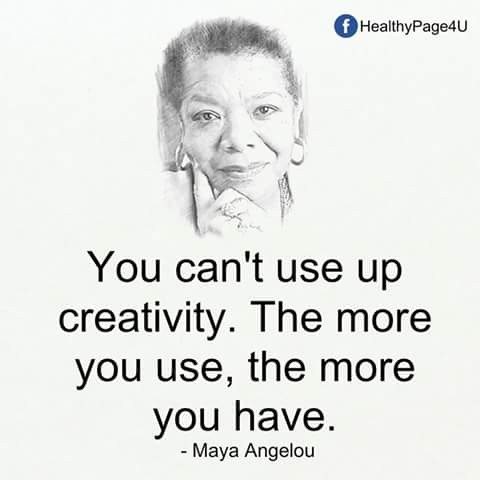 HealthyPage4U
You can't use up
creativity. The more
you use, the more
you have.
- Maya Angelou